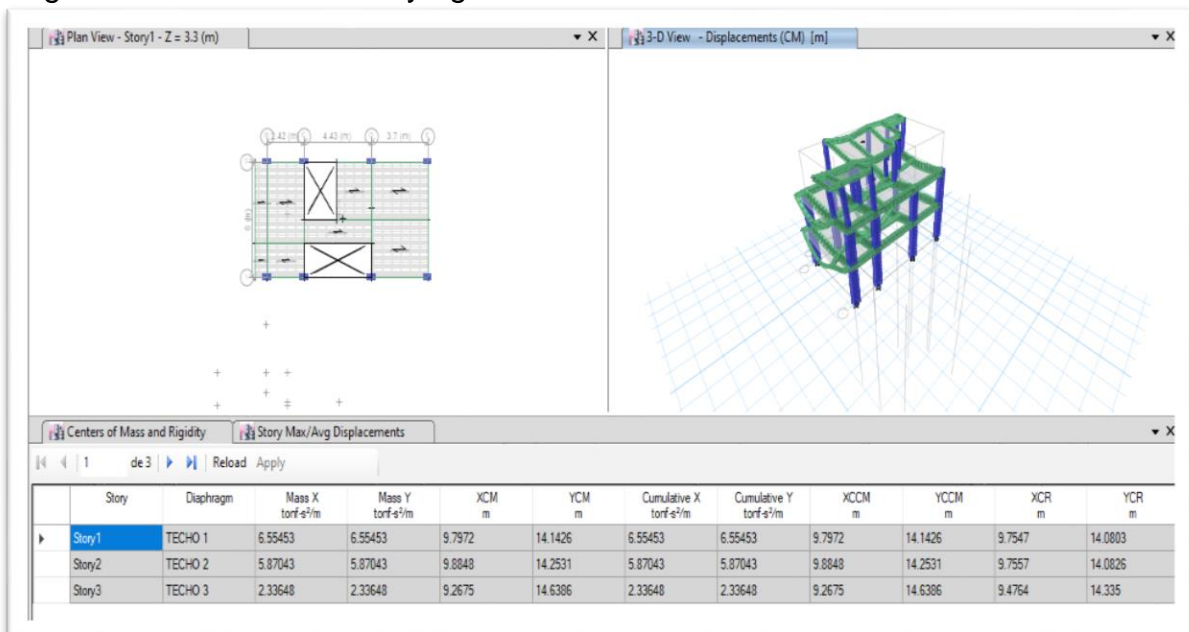 Plan View - Story1 - Z = 3.3 (m)
3-D View - Displacements (CM) [m]
2.42 (m) 4.43 (m) 3.7 (m)
Centers of Mass and Rigidity Story Max/Avg Displacements
1 de 3 Reload Apply
Story Diaphragm Mass X tonf-s²/m Mass Y tonf-s²/m XCM m YCM m Cumulative X tonf-s²/m Cumulative Y tonf-s²/m XCCM m YCCM m XCR m YCR m
Story1 TECHO 1 6.55453 6.55453 9.7972 14.1426 6.55453 6.55453 9.7972 14.1426 9.7547 14.0803
Story2 TECHO 2 5.87043 5.87043 9.8848 14.2531 5.87043 5.87043 9.8848 14.2531 9.7557 14.0826
Story3 TECHO 3 2.33648 2.33648 9.2675 14.6386 2.33648 2.33648 9.2675 14.6386 9.4764 14.335